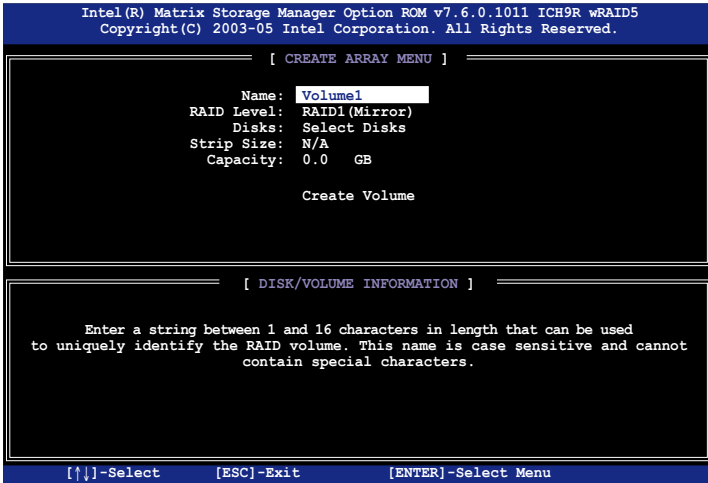 Intel(R) Matrix Storage Manager Option ROM v7.6.0.1011 ICH9R wRAID5
Copyright(C) 2003-05 Intel Corporation. All Rights Reserved.
[ CREATE ARRAY MENU ]
Name: Volume1
RAID Level: RAID1(Mirror)
Disks: Select Disks
Strip Size: N/A
Capacity: 0.0 GB
Create Volume
[ DISK/VOLUME INFORMATION ]
Enter a string between 1 and 16 characters in length that can be used
to uniquely identify the RAID volume. This name is case sensitive and cannot
contain special characters.
[↑↓]-Select [ESC]-Exit [ENTER]-Select Menu